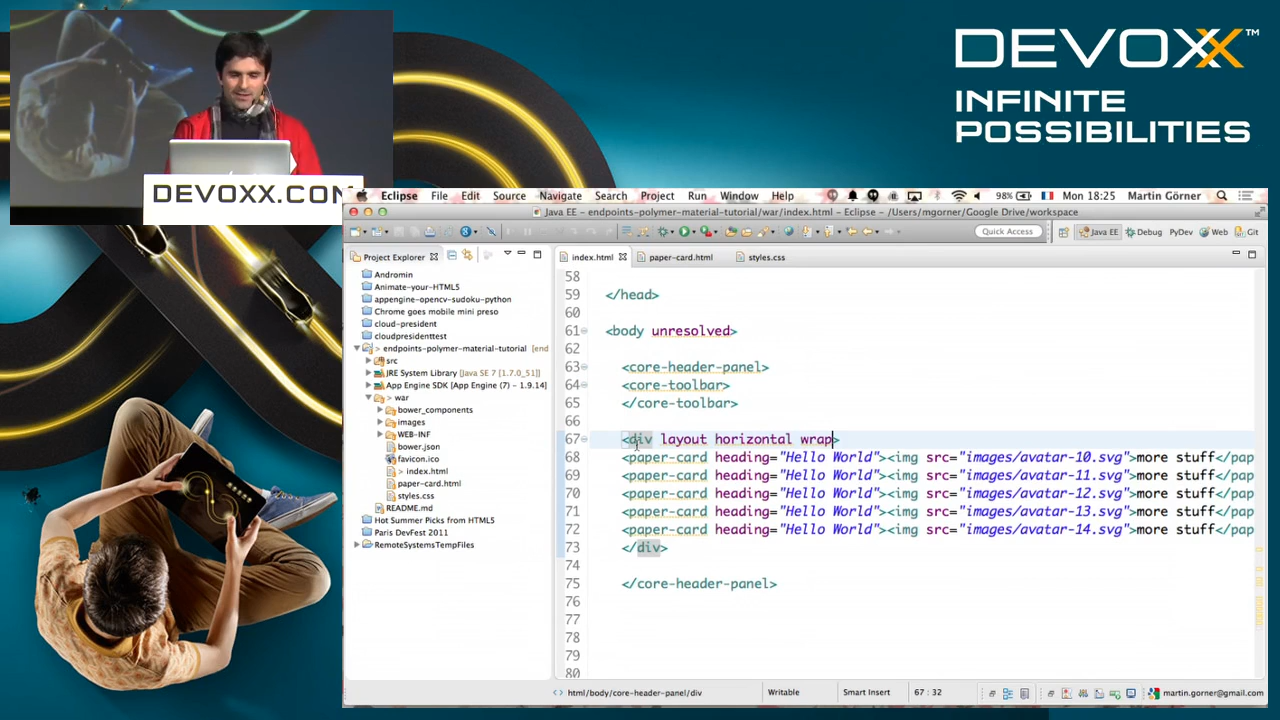 DEVOXX™
INFINITE
POSSIBILITIES
DEVOXX.COM
Eclipse File Edit Source Navigate Search Project Run Window Help 98% Mon 18:25 Martin Görner
Java EE - endpoints-polymer-material-tutorial/war/index.html - Eclipse - /Users/mgorner/Google Drive/workspace
Quick Access Java EE Debug PyDev Web Git
Project Explorer
index.html paper-card.html styles.css
Andromin
Animate-your-HTML5
appengine-opencv-sudoku-python
Chrome goes mobile mini preso
cloud-president
cloudpresidenttest
> endpoints-polymer-material-tutorial [end
src
JRE System Library [Java SE 7 [1.7.0_51]]
App Engine SDK [App Engine (7) - 1.9.14]
> war
bower_components
images
WEB-INF
bower.json
favicon.ico
> index.html
paper-card.html
styles.css
README.md
Hot Summer Picks from HTML5
Paris DevFest 2011
RemoteSystemsTempFiles
58
59 </head>
60
61 <body unresolved>
62
63 <core-header-panel>
64 <core-toolbar>
65 </core-toolbar>
66
67 <div layout horizontal wrap>
68 <paper-card heading="Hello World"><img src="images/avatar-10.svg">more stuff</pap
69 <paper-card heading="Hello World"><img src="images/avatar-11.svg">more stuff</pap
70 <paper-card heading="Hello World"><img src="images/avatar-12.svg">more stuff</pap
71 <paper-card heading="Hello World"><img src="images/avatar-13.svg">more stuff</pap
72 <paper-card heading="Hello World"><img src="images/avatar-14.svg">more stuff</pap
73 </div>
74
75 </core-header-panel>
76
77
78
79
80
html/body/core-header-panel/div Writable Smart Insert 67 : 32 martin.gorner@gmail.com